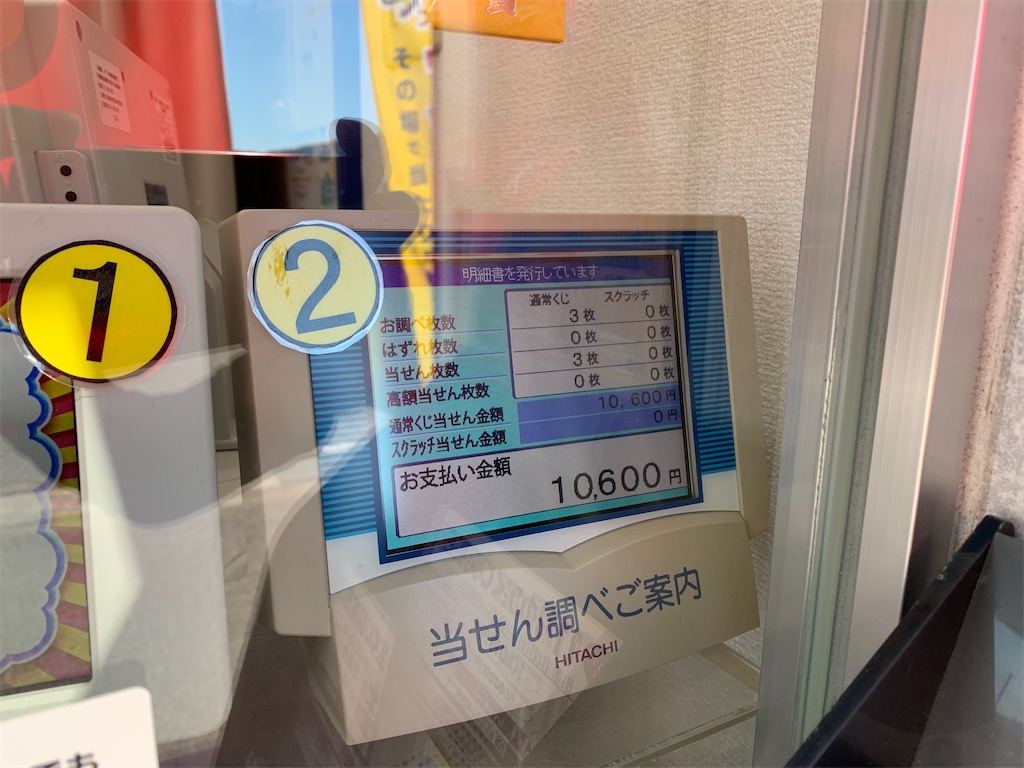 その場で当
1
2
明細書を発行しています
通常くじ スクラッチ
お調べ枚数 3枚 0枚
はずれ枚数 0枚 0枚
当せん枚数 3枚 0枚
高額当せん枚数 0枚 0枚
通常くじ当せん金額 10,600円
スクラッチ当せん金額 0円
お支払い金額 10,600円
当せん調べご案内
HITACHI